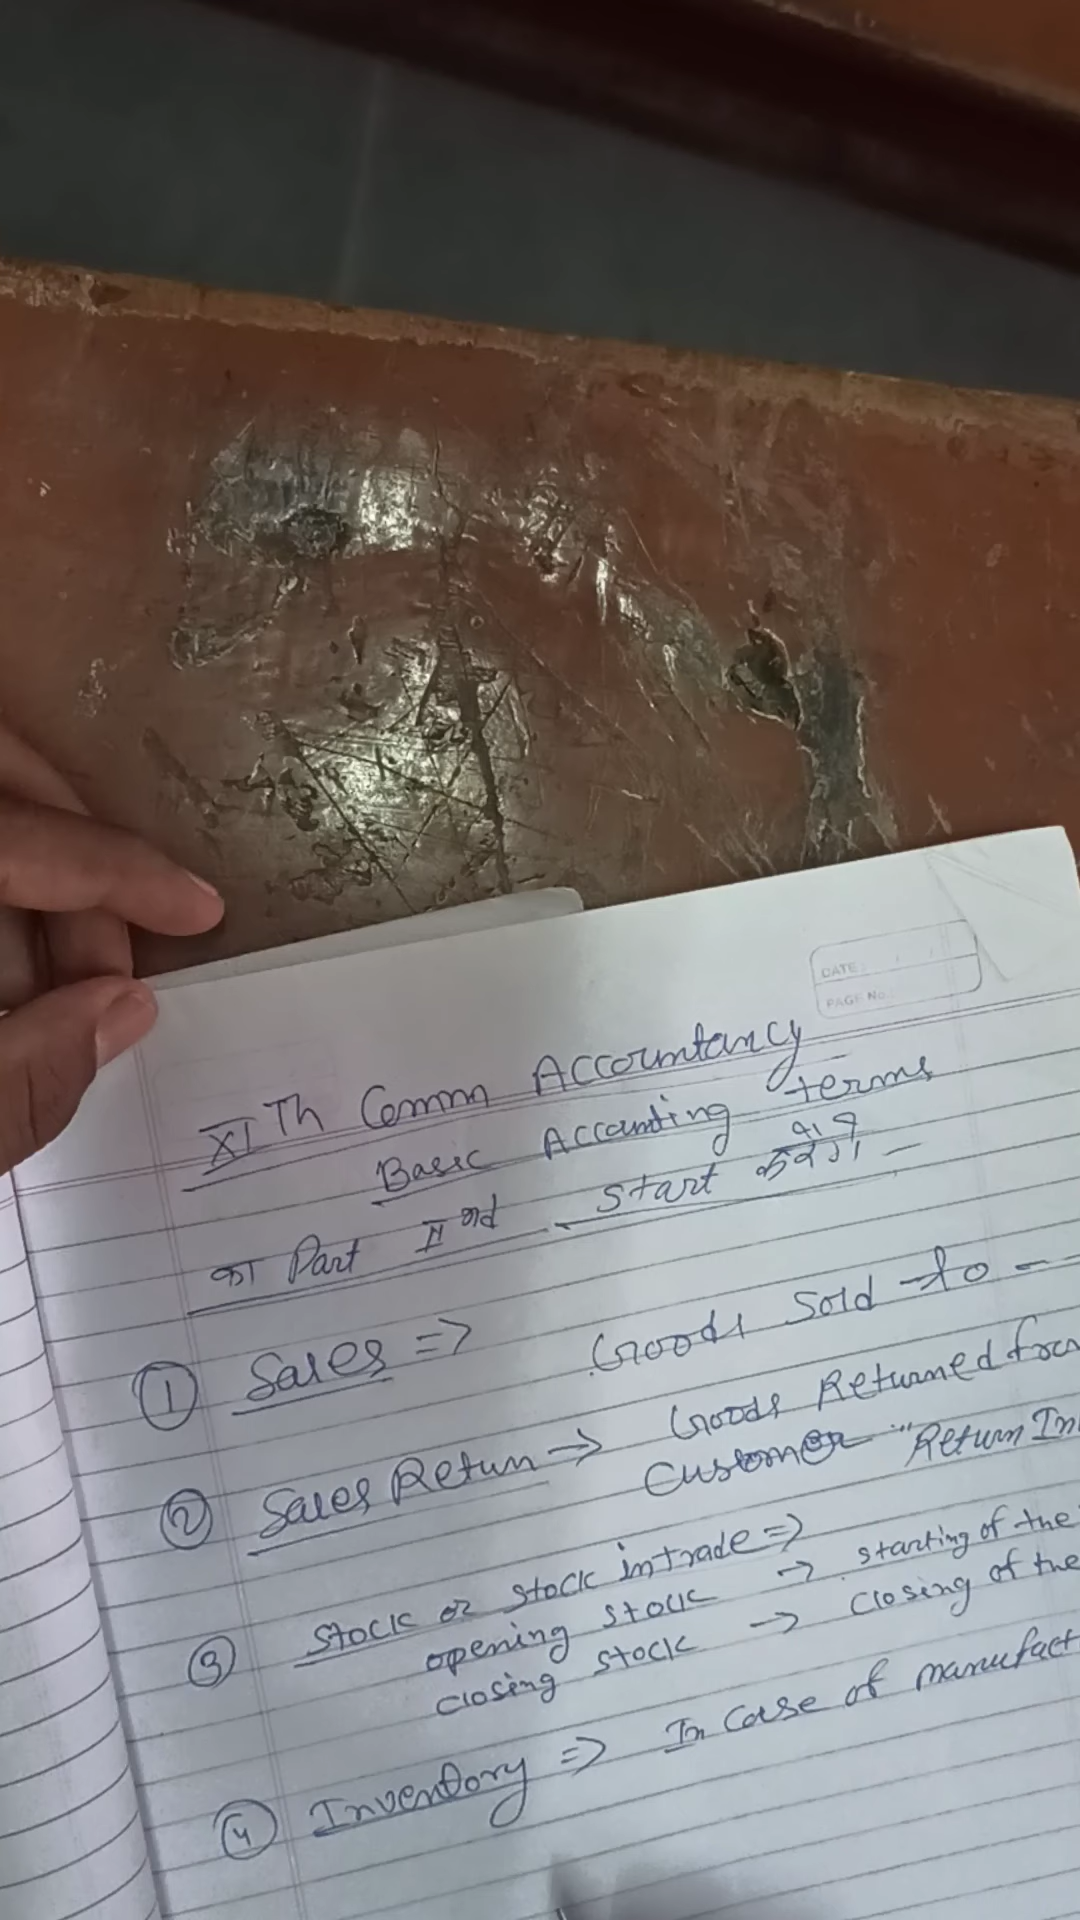 DATE
PAGE No.
XI Th Comm Accountancy
Basic Accounting terms
का Part II nd start करेगें
① Sales => Goods Sold to -
② Sales Return => Goods Returned from
Customer "Return In
③ Stock or stock in trade =>
opening stock -> starting of the
closing stock -> closing of the
④ Inventory => In Case of manufact